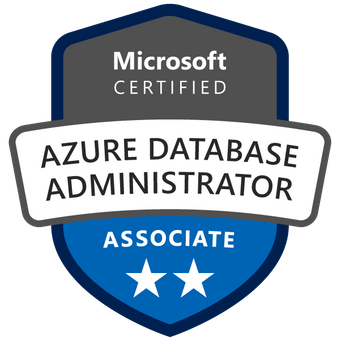 Microsoft
CERTIFIED
AZURE DATABASE
ADMINISTRATOR
ASSOCIATE